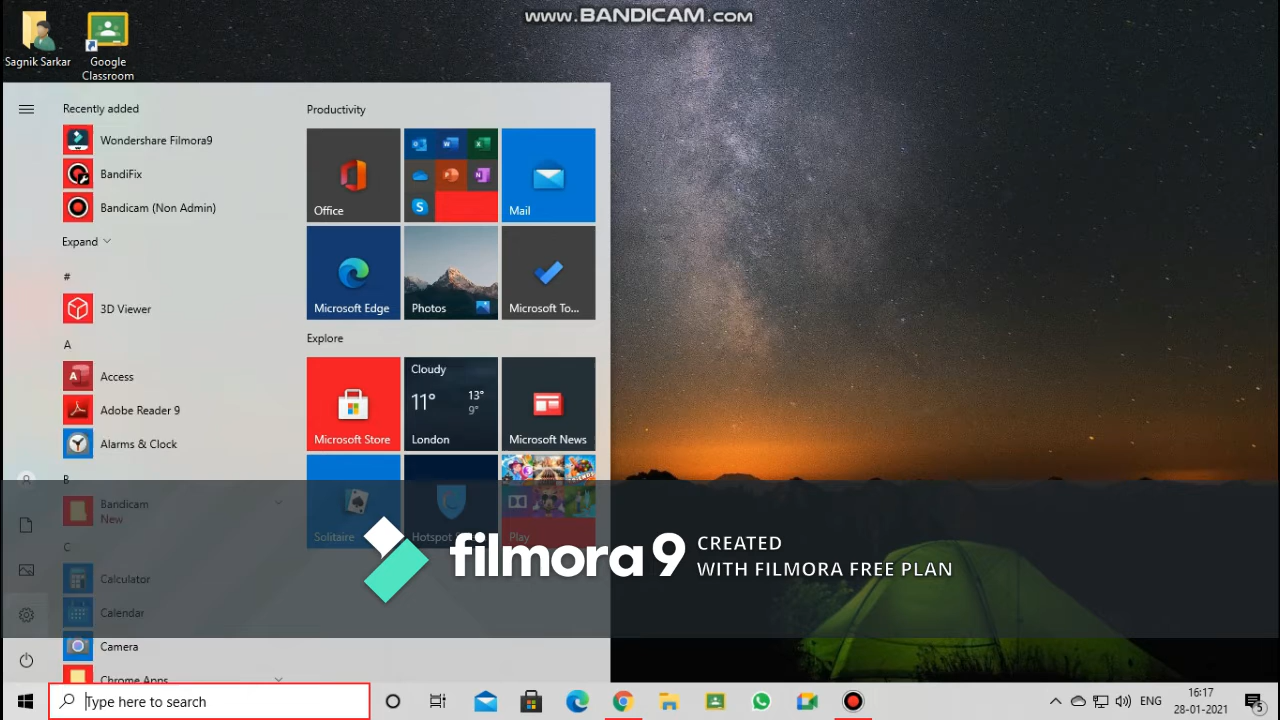 www.BANDICAM.com
Sagnik Sarkar
Google
Classroom
Recently added
Wondershare Filmora9
BandiFix
Bandicam (Non Admin)
Expand
#
3D Viewer
A
Access
Adobe Reader 9
Alarms & Clock
B
Bandicam
New
C
Calculator
Calendar
Camera
Chrome Apps
Productivity
Office
Mail
Microsoft Edge
Photos
Microsoft To...
Explore
Microsoft Store
Cloudy
11°
13°
9°
London
Microsoft News
Solitaire
Hotspot
Play
filmora9
CREATED
WITH FILMORA FREE PLAN
Type here to search
ENG
16:17
28-01-2021
5